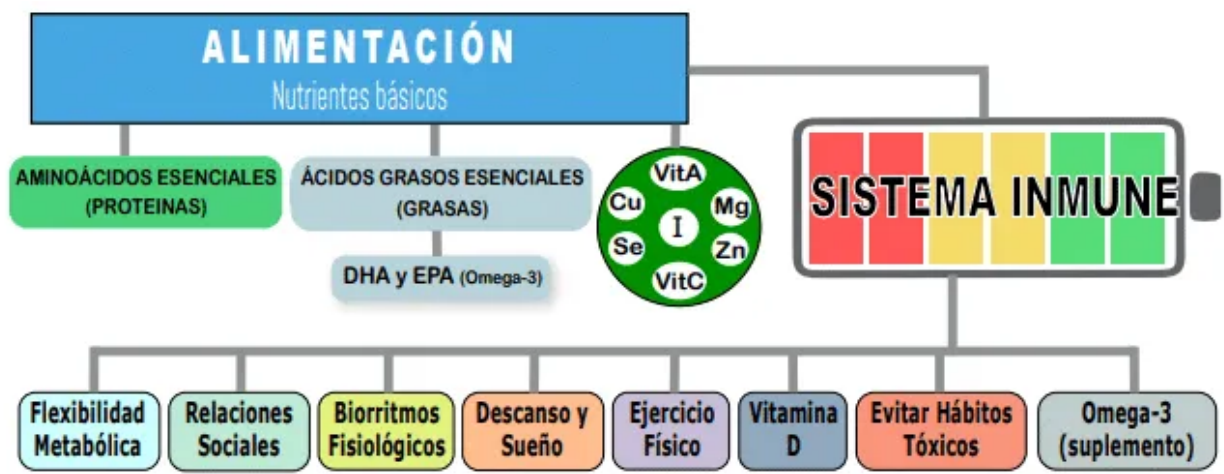 ALIMENTACIÓN
Nutrientes básicos
AMINOÁCIDOS ESENCIALES
(PROTEINAS)
ÁCIDOS GRASOS ESENCIALES
(GRASAS)
DHA y EPA (Omega-3)
VitA
Cu
Mg
I
Se
Zn
VitC
SISTEMA INMUNE
Flexibilidad
Metabólica
Relaciones
Sociales
Biorritmos
Fisiológicos
Descanso y
Sueño
Ejercicio
Físico
Vitamina
D
Evitar Hábitos
Tóxicos
Omega-3
(suplemento)